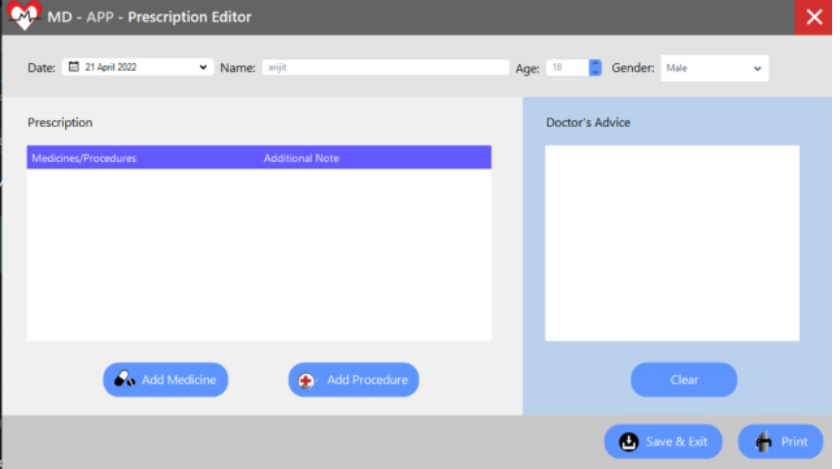 MD - APP - Prescription Editor
Date: 21 April 2022 Name: arijit Age: 18 Gender: Male
Prescription
Doctor's Advice
Medicines/Procedures Additional Note
Add Medicine Add Procedure
Clear
Save & Exit Print